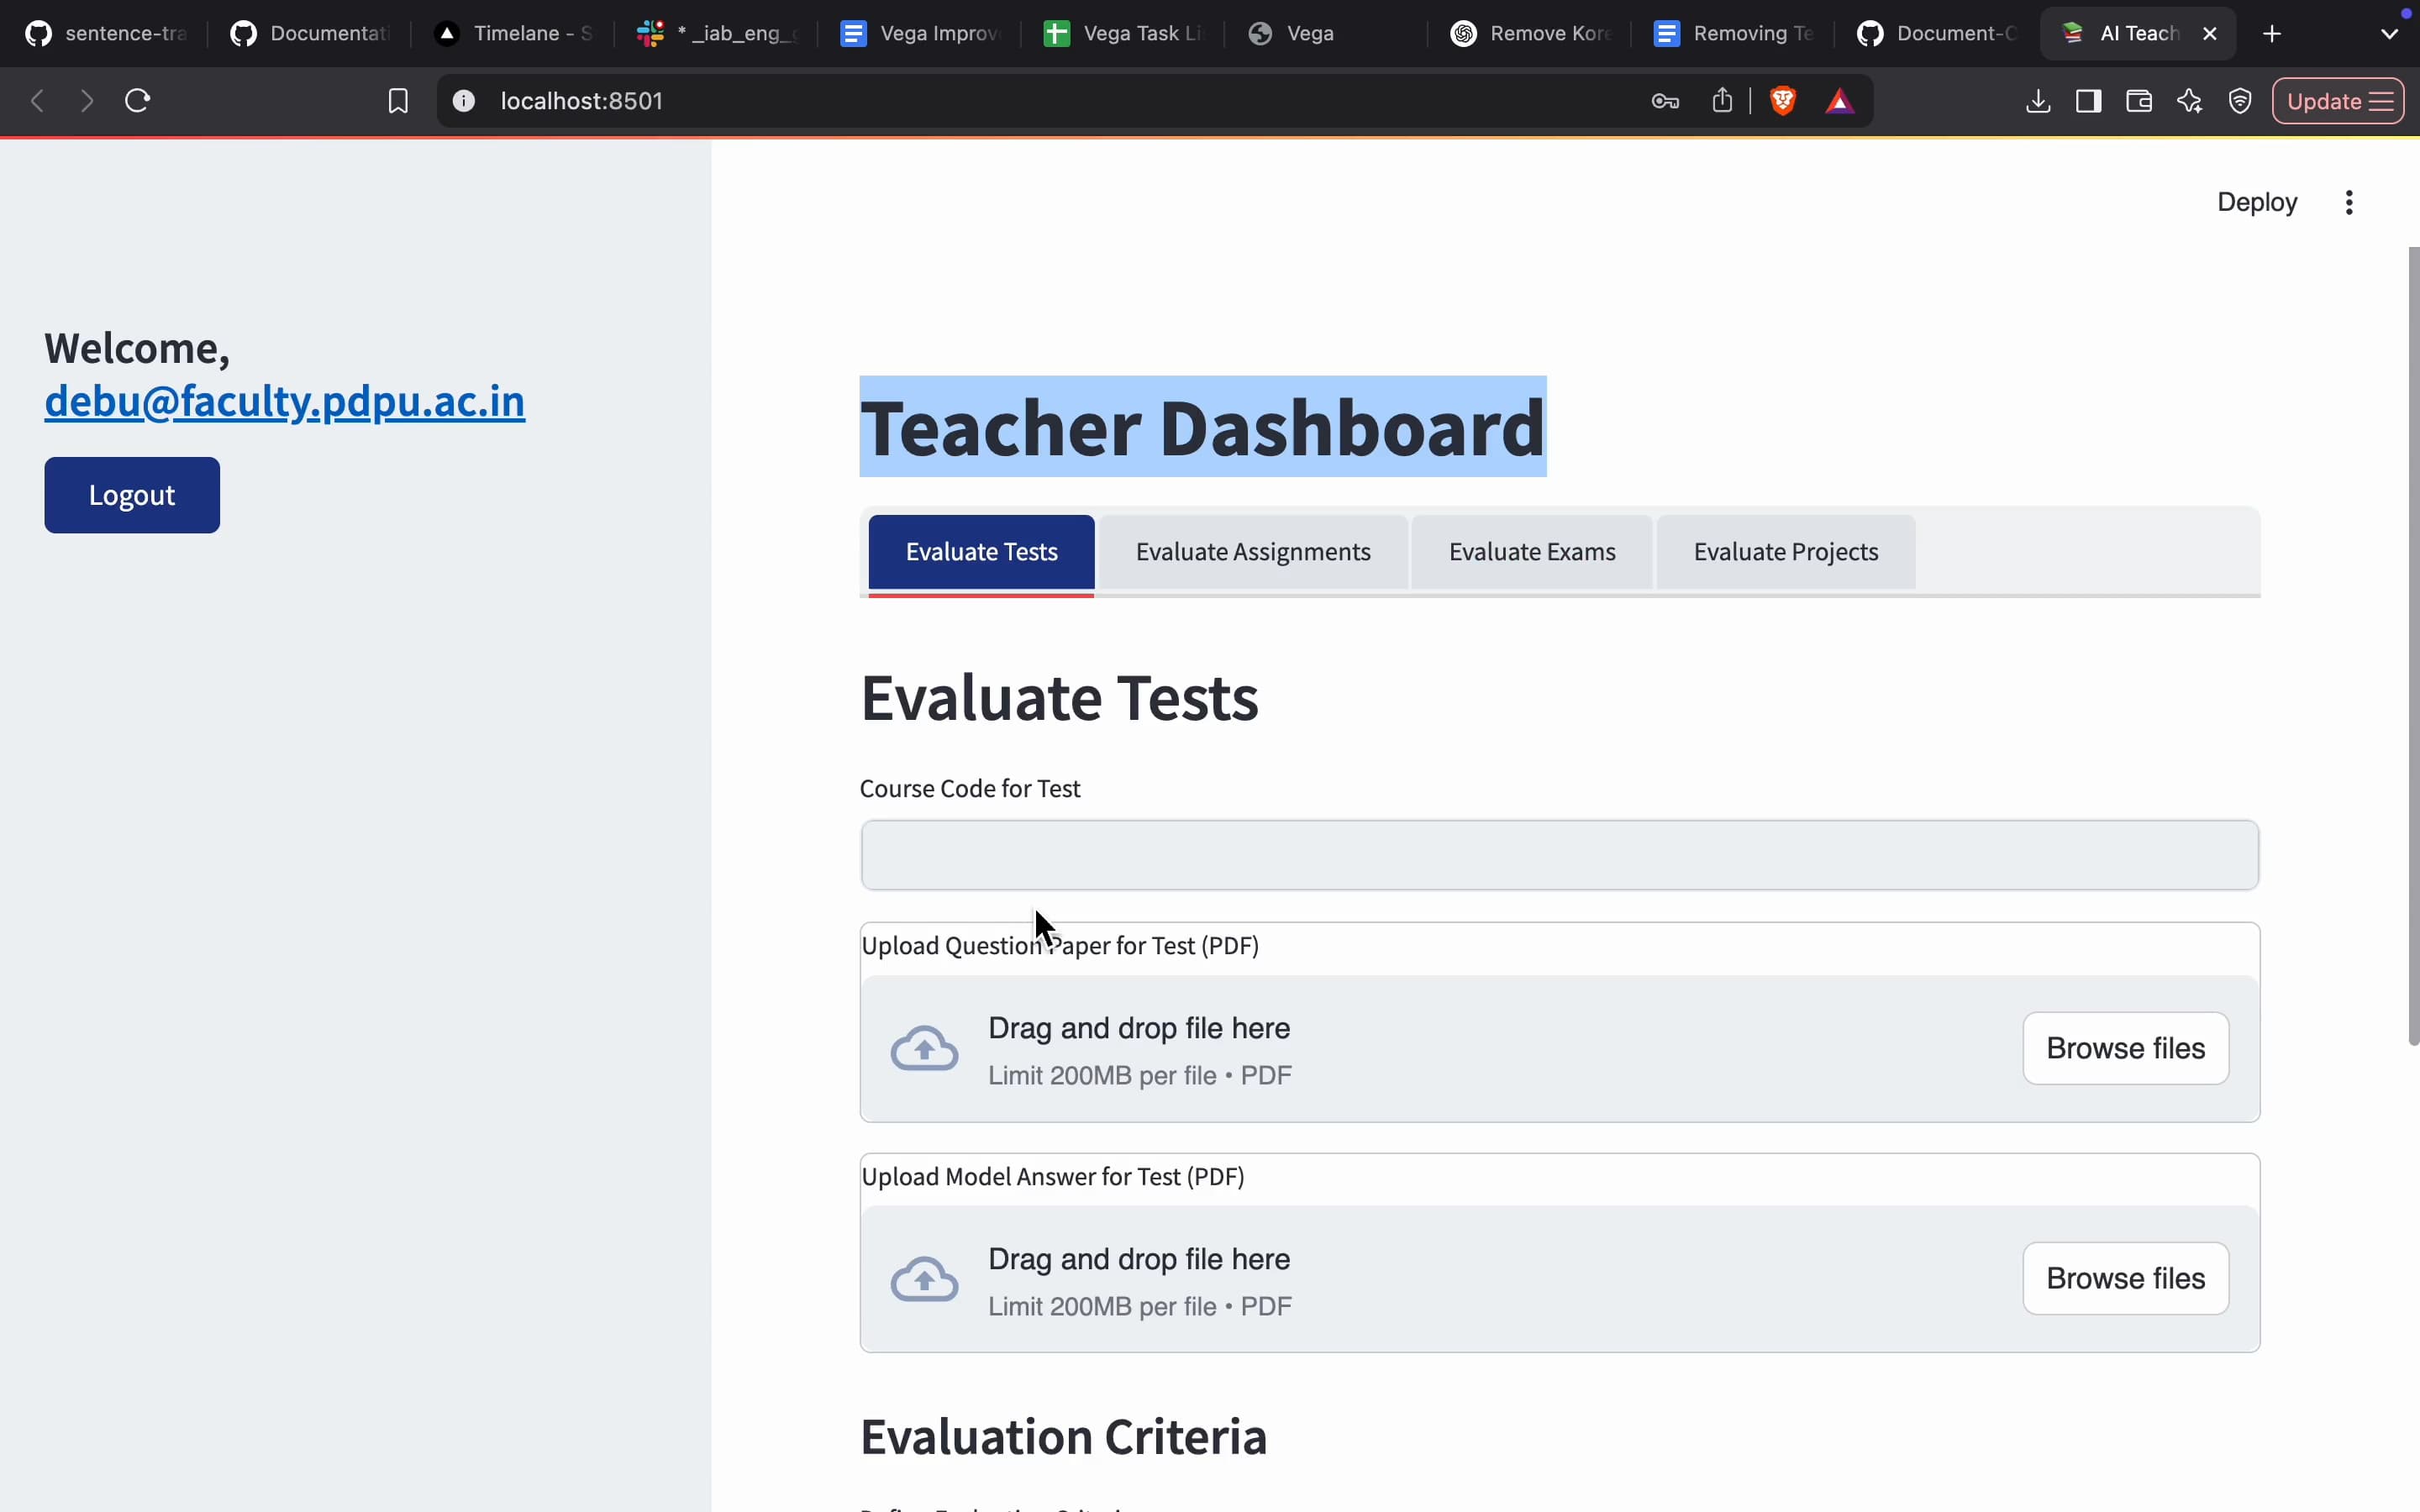 sentence-tra
Documentati
Timelane - S
* _iab_eng_
Vega Improv
Vega Task Li
Vega
Remove Kore
Removing Te
Document-C
AI Teach
localhost:8501
Update
Deploy
Welcome,
debu@faculty.pdpu.ac.in
Logout
Teacher Dashboard
Evaluate Tests
Evaluate Assignments
Evaluate Exams
Evaluate Projects
Evaluate Tests
Course Code for Test
Upload Question Paper for Test (PDF)
Drag and drop file here
Limit 200MB per file • PDF
Browse files
Upload Model Answer for Test (PDF)
Drag and drop file here
Limit 200MB per file • PDF
Browse files
Evaluation Criteria